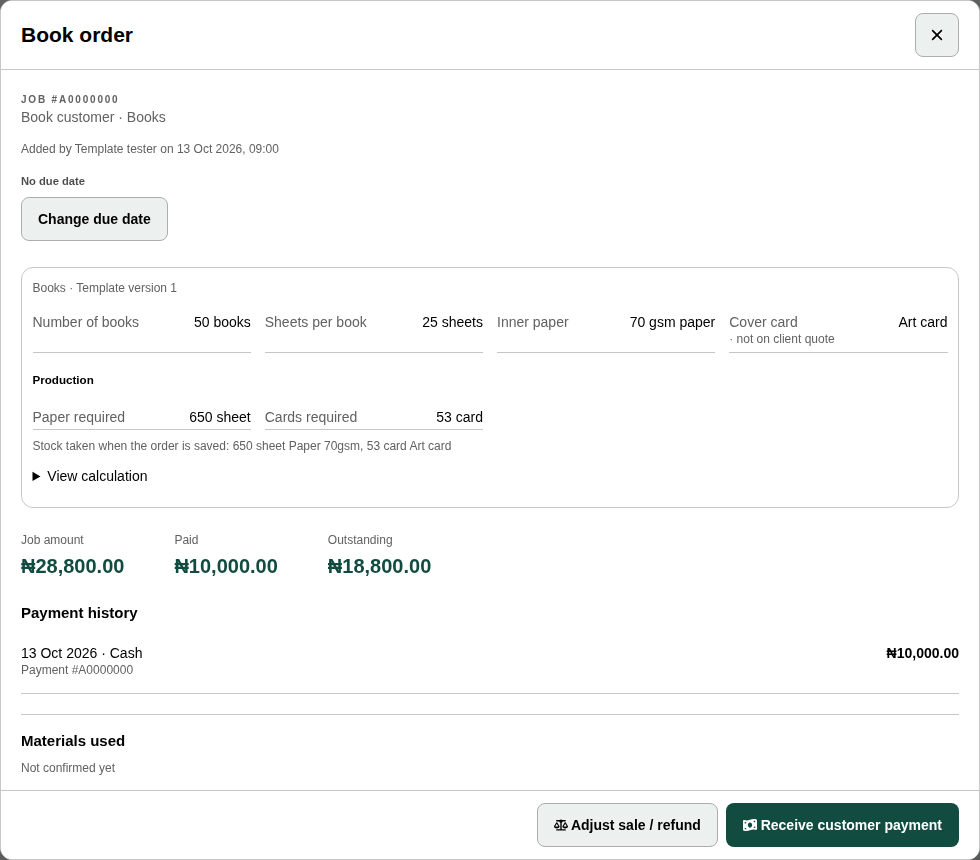 Book order
JOB #A0000000
Book customer · Books
Added by Template tester on 13 Oct 2026, 09:00
No due date
Change due date
Books · Template version 1
Number of books 50 books
Sheets per book 25 sheets
Inner paper 70 gsm paper
Cover card Art card
· not on client quote
Production
Paper required 650 sheet
Cards required 53 card
Stock taken when the order is saved: 650 sheet Paper 70gsm, 53 card Art card
View calculation
Job amount
₦28,800.00
Paid
₦10,000.00
Outstanding
₦18,800.00
Payment history
13 Oct 2026 · Cash ₦10,000.00
Payment #A0000000
Materials used
Not confirmed yet
Adjust sale / refund
Receive customer payment